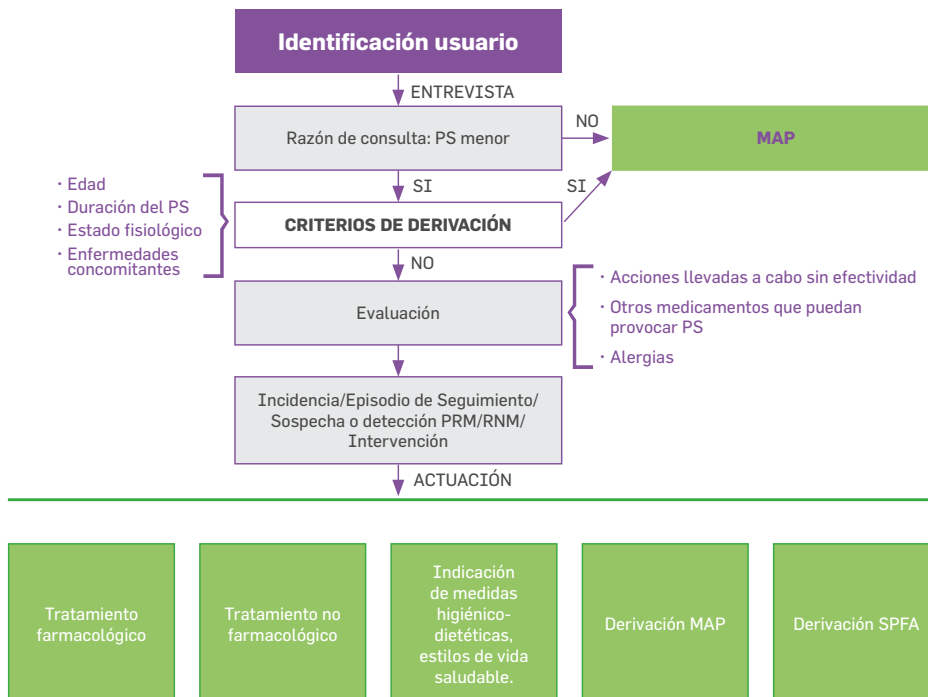 Identificación usuario
ENTREVISTA
Razón de consulta: PS menor
NO
MAP
SI
SI
· Edad
· Duración del PS
· Estado fisiológico
· Enfermedades
concomitantes
CRITERIOS DE DERIVACIÓN
NO
Evaluación
· Acciones llevadas a cabo sin efectividad
· Otros medicamentos que puedan
provocar PS
· Alergias
Incidencia/Episodio de Seguimiento/
Sospecha o detección PRM/RNM/
Intervención
ACTUACIÓN
Tratamiento
farmacológico
Tratamiento no
farmacológico
Indicación
de medidas
higiénico-
dietéticas,
estilos de vida
saludable.
Derivación MAP
Derivación SPFA